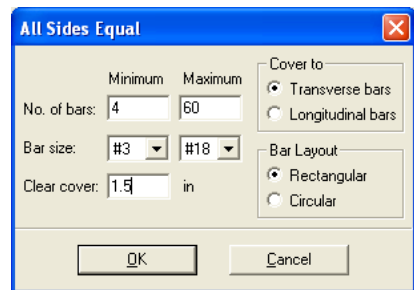 All Sides Equal
Minimum Maximum
No. of bars: 4 60
Bar size: #3 #18
Clear cover: 1.5 in
Cover to
Transverse bars
Longitudinal bars
Bar Layout
Rectangular
Circular
OK Cancel